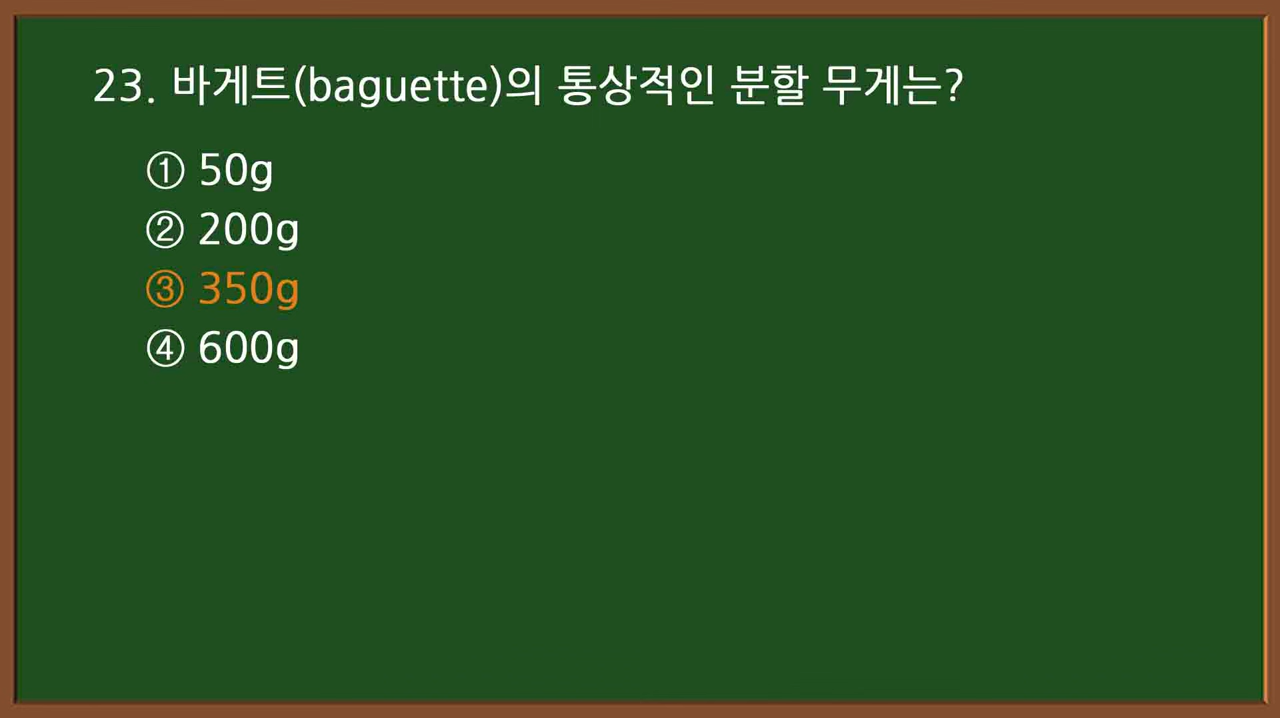 23. 바게트(baguette)의 통상적인 분할 무게는?
① 50g
② 200g
③ 350g
④ 600g